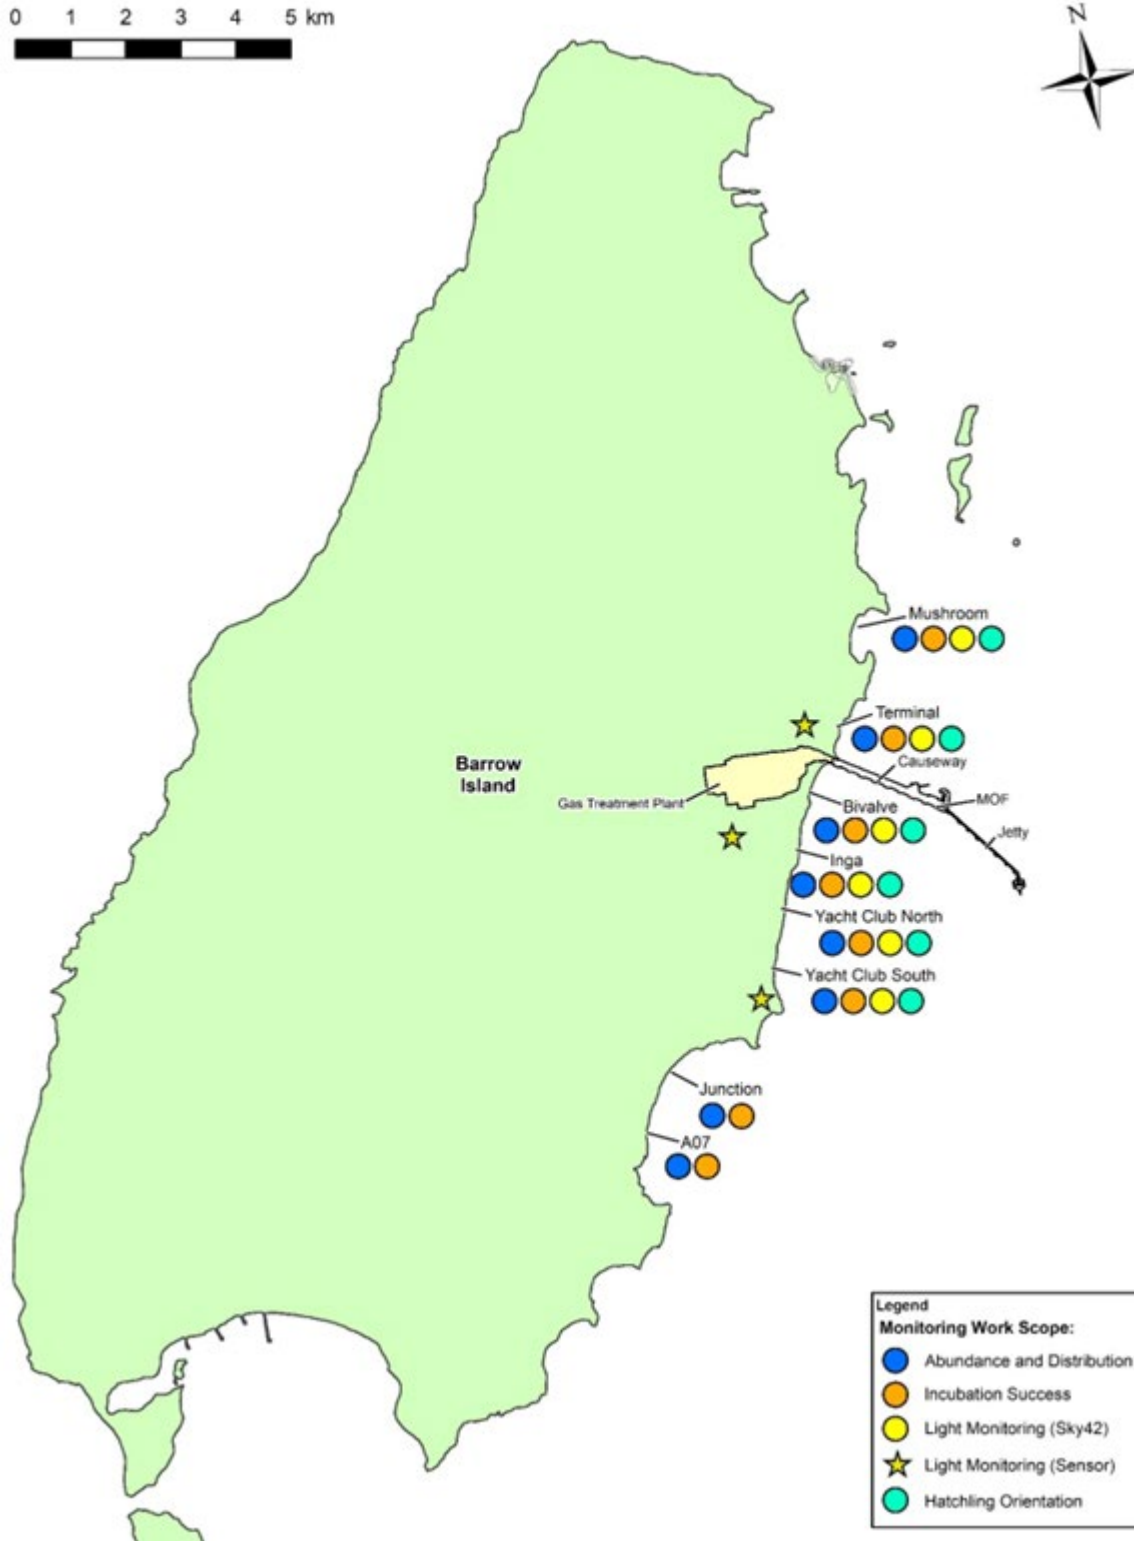 0 1 2 3 4 5 km
N
Mushroom
Terminal
Causeway
Barrow
Island
Gas Treatment Plant
MOF
Bivalve
Jetty
Inga
Yacht Club North
Yacht Club South
Junction
A07
Legend
Monitoring Work Scope:
Abundance and Distribution
Incubation Success
Light Monitoring (Sky42)
Light Monitoring (Sensor)
Hatchling Orientation